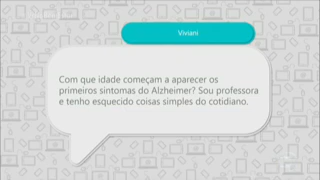 Viviani
Com que idade começam a aparecer os
primeiros sintomas do Alzheimer? Sou professora
e tenho esquecido coisas simples do cotidiano.